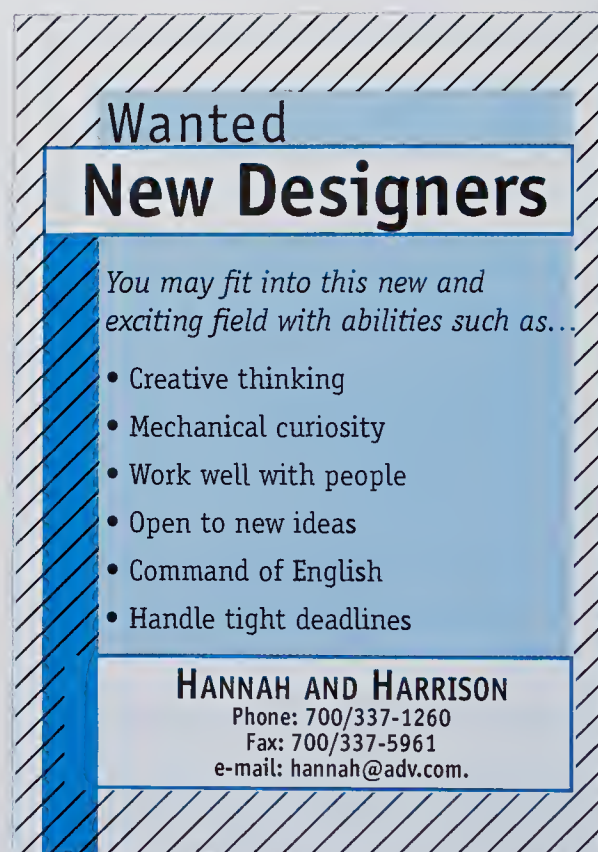 Wanted
New Designers
You may fit into this new and
exciting field with abilities such as...
• Creative thinking
• Mechanical curiosity
• Work well with people
• Open to new ideas
• Command of English
• Handle tight deadlines
HANNAH AND HARRISON
Phone: 700/337-1260
Fax: 700/337-5961
e-mail: hannah@adv.com.